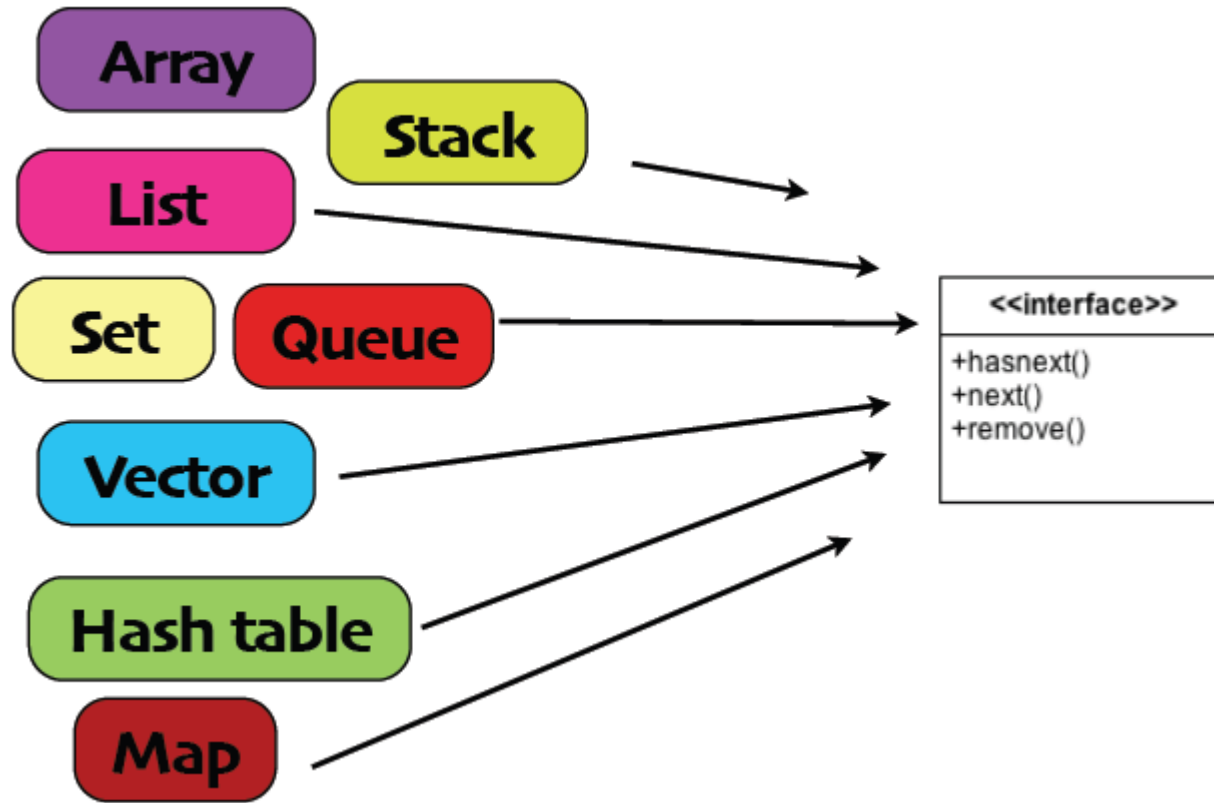 Array
Stack
List
Set
Queue
Vector
Hash table
Map
<<interface>>
+hasnext()
+next()
+remove()